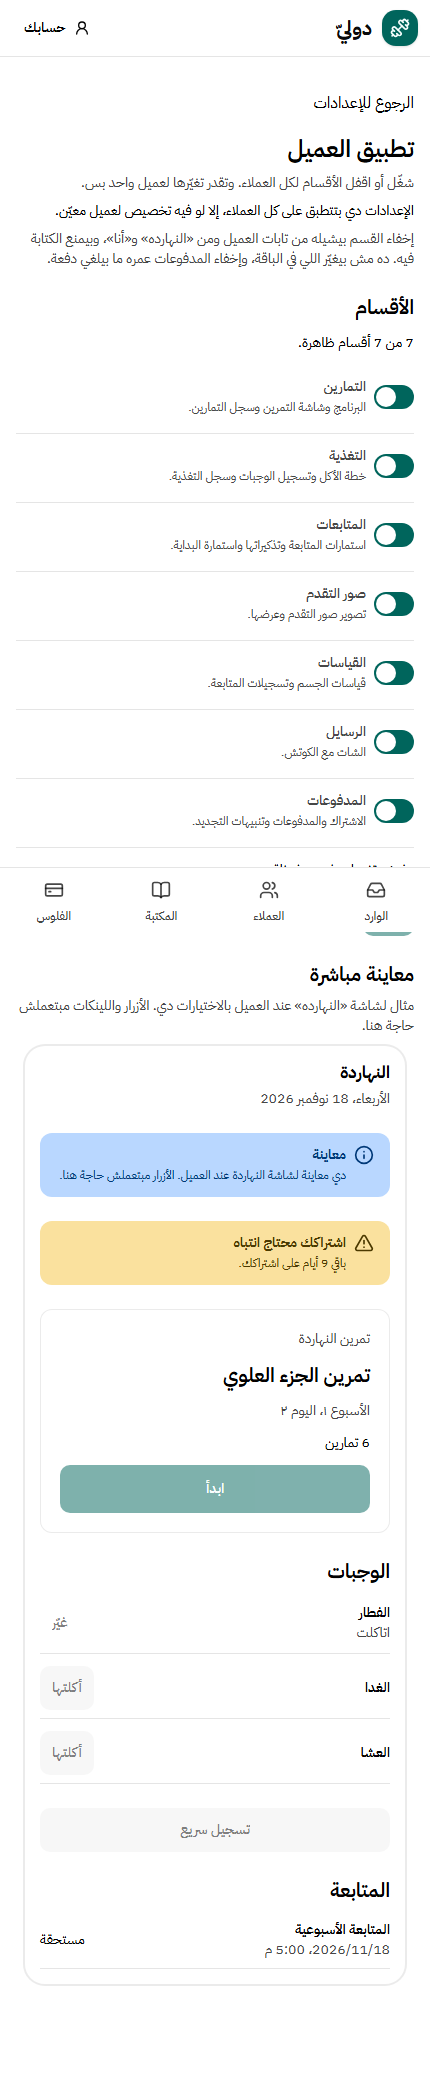 دوليّ
حسابك
الرجوع للإعدادات
تطبيق العميل
شغّل أو اقفل الأقسام لكل العملاء. وتقدر تغيّرها لعميل واحد بس.
الإعدادات دي بتتطبق على كل العملاء، إلا لو فيه تخصيص لعميل معيّن.
إخفاء القسم بيشيله من تابات العميل ومن «النهارده» و«أنا»، وبيمنع الكتابة
فيه. ده مش بيغيّر اللي في الباقة، وإخفاء المدفوعات عمره ما بيلغي دفعة.
الأقسام
7 من 7 أقسام ظاهرة.
التمارين
البرنامج وشاشة التمرين وسجل التمارين.
التغذية
خطة الأكل وتسجيل الوجبات وسجل التغذية.
المتابعات
استمارات المتابعة وتذكيراتها واستمارة البداية.
صور التقدم
تصوير صور التقدم وعرضها.
القياسات
قياسات الجسم وتسجيلات المتابعة.
الرسايل
الشات مع الكوتش.
المدفوعات
الاشتراك والمدفوعات وتنبيهات التجديد.
الوارد
العملاء
المكتبة
الفلوس
معاينة مباشرة
مثال لشاشة «النهارده» عند العميل بالاختيارات دي. الأزرار واللينكات مبتعملش
حاجة هنا.
النهاردة
الأربعاء، 18 نوفمبر 2026
معاينة
دي معاينة لشاشة النهاردة عند العميل. الأزرار مبتعملش حاجة هنا.
اشتراكك محتاج انتباه
باقي 9 أيام على اشتراكك.
تمرين النهاردة
تمرين الجزء العلوي
الأسبوع ١، اليوم ٢
6 تمارين
ابدأ
الوجبات
الفطار
اتاكلت
غيّر
الغدا
أكلتها
العشا
أكلتها
تسجيل سريع
المتابعة
المتابعة الأسبوعية
2026/11/18، 5:00 م
مستحقة